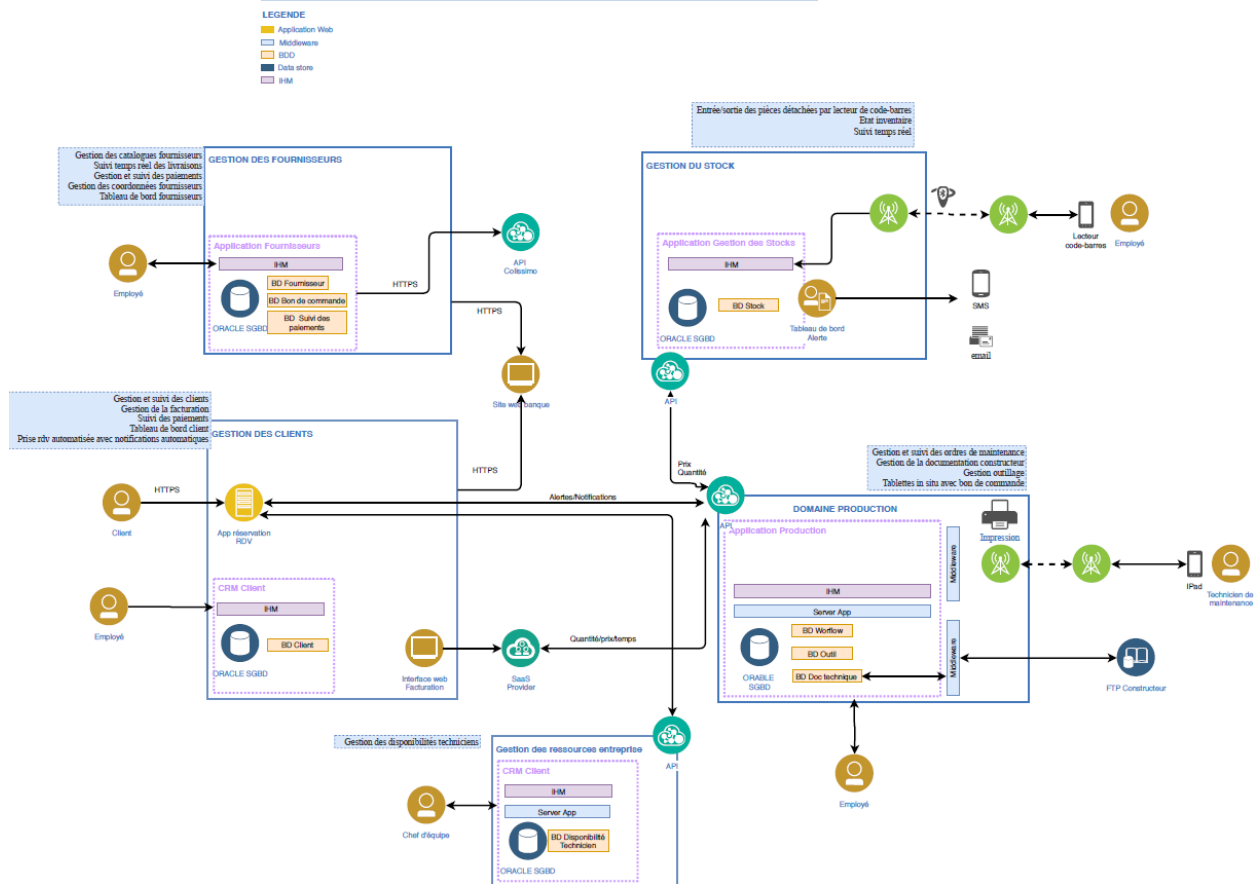 LEGENDE
Application Web
Middleware
BDD
Data store
IHM
Entrée/sortie des pièces détachées par lecteur de code-barres
Etat inventaire
Suivi temps réel
Gestion des catalogues fournisseurs
Suivi temps réel des livraisons
Gestion et suivi des paiements
Gestion des coordonnées fournisseurs
Tableau de bord fournisseurs
GESTION DES FOURNISSEURS
Application Fournisseurs
IHM
BD Fournisseur
BD Bon de commande
BD Suivi des
paiements
ORACLE SGBD
Employé
HTTPS
API
Colissimo
HTTPS
Site web banque
GESTION DU STOCK
Application Gestion des Stocks
IHM
BD Stock
ORACLE SGBD
Tableau de bord
Alerte
Lecteur
code-barres
Employé
SMS
email
API
Prix
Quantité
Gestion et suivi des clients
Gestion de la facturation
Suivi des paiements
Tableau de bord client
Prise rdv automatisée avec notifications automatiques
GESTION DES CLIENTS
HTTPS
HTTPS
Client
App réservation
RDV
Alertes/Notifications
CRM Client
IHM
BD Client
ORACLE SGBD
Employé
Interface web
Facturation
SaaS
Provider
Quantité/prix/temps
Gestion et suivi des ordres de maintenance
Gestion de la documentation constructeur
Gestion outillage
Tablettes in situ avec bon de commande
API
DOMAINE PRODUCTION
Application Production
Impression
Middleware
IHM
Server App
BD Worflow
BD Outil
BD Doc technique
ORABLE
SGBD
Middleware
IPad
Technicien de
maintenance
FTP Constructeur
Employé
Gestion des disponibilités techniciens
Gestion des ressources entreprise
API
CRM Client
IHM
Server App
BD Disponibilité
Technicien
ORACLE SGBD
Chef d'équipe